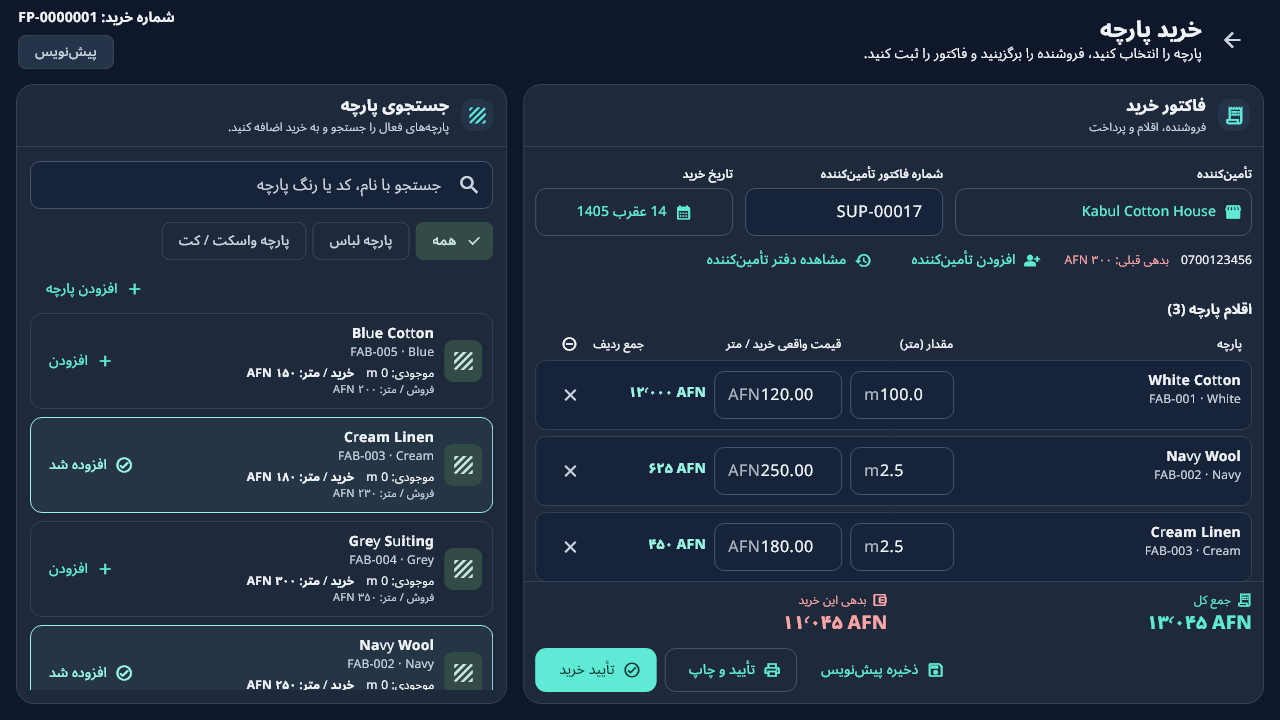 خرید پارچه
پارچه را انتخاب کنید، فروشنده را برگزینید و فاکتور را ثبت کنید.
شماره خرید: FP-0000001
پیش‌نویس
فاکتور خرید
فروشنده، اقلام و پرداخت
تأمین‌کننده
شماره فاکتور تأمین‌کننده
تاریخ خرید
Kabul Cotton House
SUP-00017
14 عقرب 1405
0700123456
بدهی قبلی: ۳۰۰ AFN
افزودن تأمین‌کننده
مشاهده دفتر تأمین‌کننده
اقلام پارچه (3)
پارچه
مقدار (متر)
قیمت واقعی خرید / متر
جمع ردیف
White Cotton
FAB-001 · White
m100.0
AFN120.00
۱۲٬۰۰۰ AFN
Navy Wool
FAB-002 · Navy
m2.5
AFN250.00
۶۲۵ AFN
Cream Linen
FAB-003 · Cream
m2.5
AFN180.00
۴۵۰ AFN
جمع کل
۱۳٬۰۴۵ AFN
بدهی این خرید
۱۱٬۰۴۵ AFN
ذخیره پیش‌نویس
تأیید و چاپ
تأیید خرید
جستجوی پارچه
پارچه‌های فعال را جستجو و به خرید اضافه کنید.
جستجو با نام، کد یا رنگ پارچه
همه
پارچه لباس
پارچه واسکت / کت
افزودن پارچه
Blue Cotton
FAB-005 · Blue
موجودی: 0 m
خرید / متر: ۱۵۰ AFN
فروش / متر: ۲۰۰ AFN
افزودن
Cream Linen
FAB-003 · Cream
موجودی: 0 m
خرید / متر: ۱۸۰ AFN
فروش / متر: ۲۳۰ AFN
افزوده شد
Grey Suiting
FAB-004 · Grey
موجودی: 0 m
خرید / متر: ۳۰۰ AFN
فروش / متر: ۳۵۰ AFN
افزودن
Navy Wool
FAB-002 · Navy
موجودی: 0 m
خرید / متر: ۲۵۰ AFN
افزوده شد